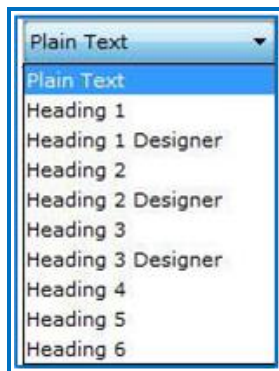 Plain Text
Plain Text
Heading 1
Heading 1 Designer
Heading 2
Heading 2 Designer
Heading 3
Heading 3 Designer
Heading 4
Heading 5
Heading 6